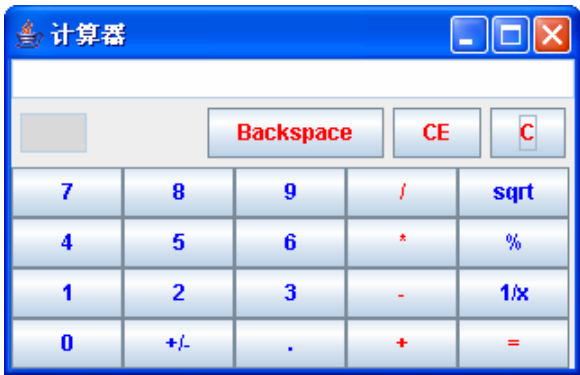 计算器
Backspace CE C
7 8 9 / sqrt
4 5 6 * %
1 2 3 - 1/x
0 +/- . + =